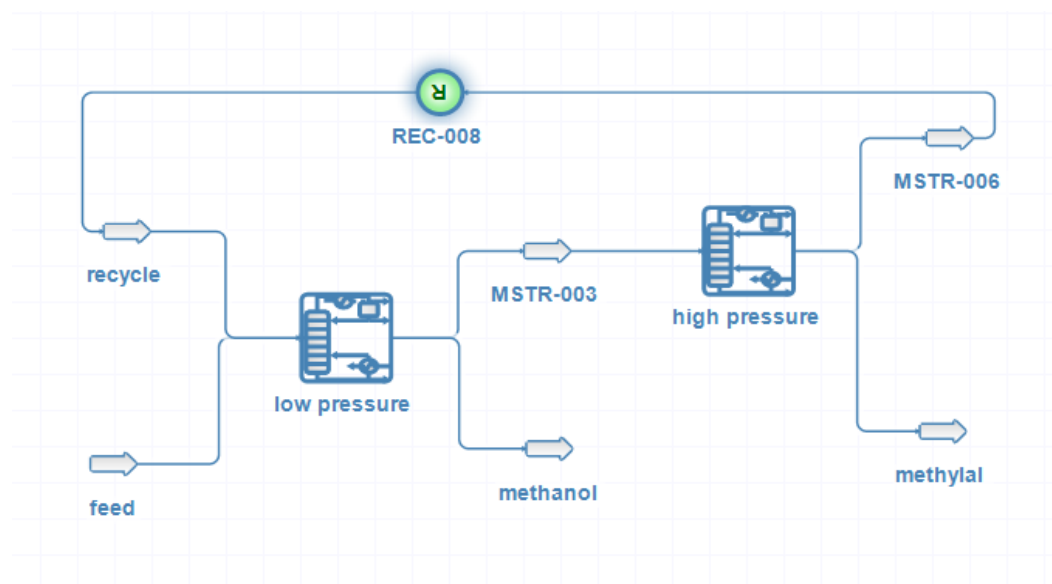 R
REC-008
MSTR-006
recycle
MSTR-003
high pressure
low pressure
methylal
methanol
feed